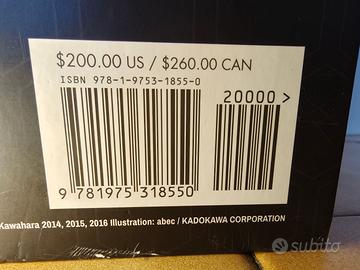 $200.00 US / $260.00 CAN
ISBN 978-1-9753-1855-0
20000 >
9 781975 318550
Kawahara 2014, 2015, 2016 Illustration: abec / KADOKAWA CORPORATION
subito